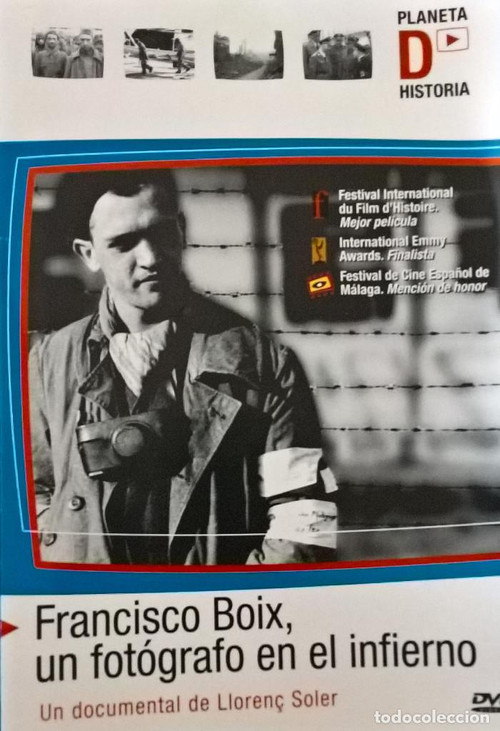 PLANETA
D
HISTORIA
f
Festival International
du Film d'Histoire.
Mejor película
International Emmy
Awards. Finalista
Festival de Cine Español de
Málaga. Mención de honor
Francisco Boix,
un fotógrafo en el infierno
Un documental de Llorenç Soler
DVD
todocoleccion